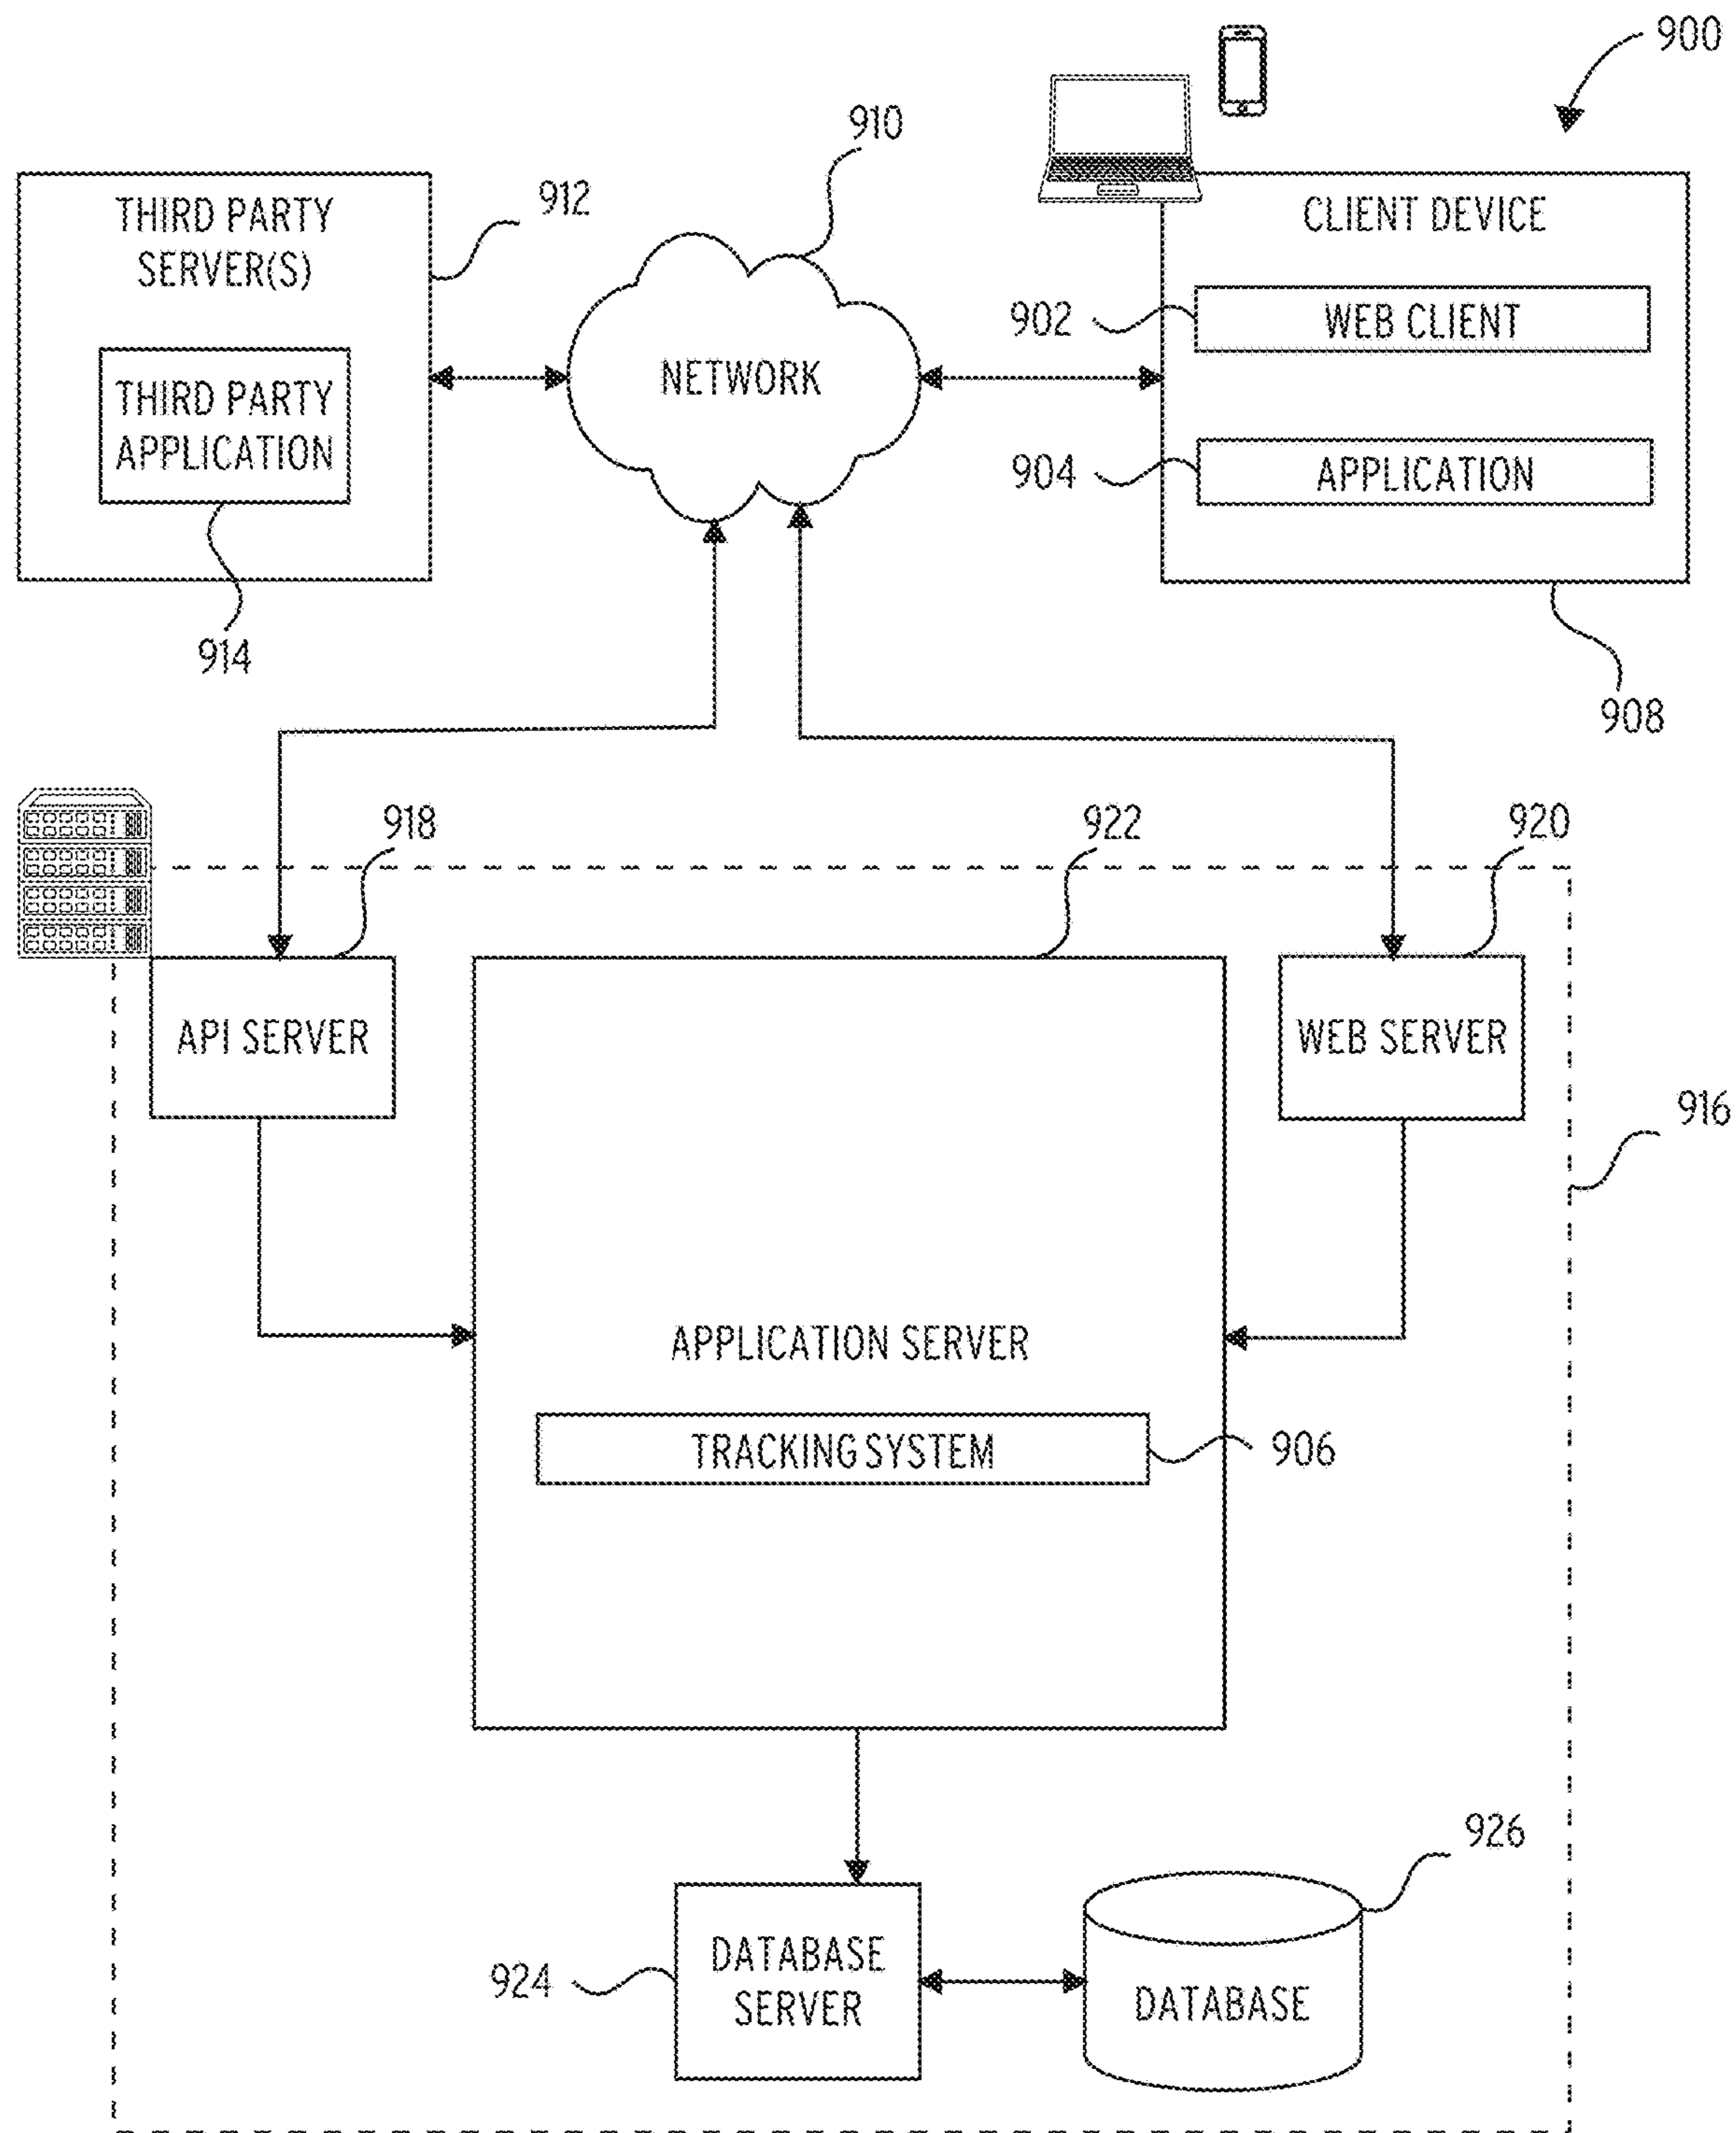 900
910
THIRD PARTY
SERVER(S)
912
CLIENT DEVICE
902
WEB CLIENT
NETWORK
THIRD PARTY
APPLICATION
904
APPLICATION
914
908
918
922
920
API SERVER
WEB SERVER
916
APPLICATION SERVER
TRACKING SYSTEM
906
926
924
DATABASE
SERVER
DATABASE